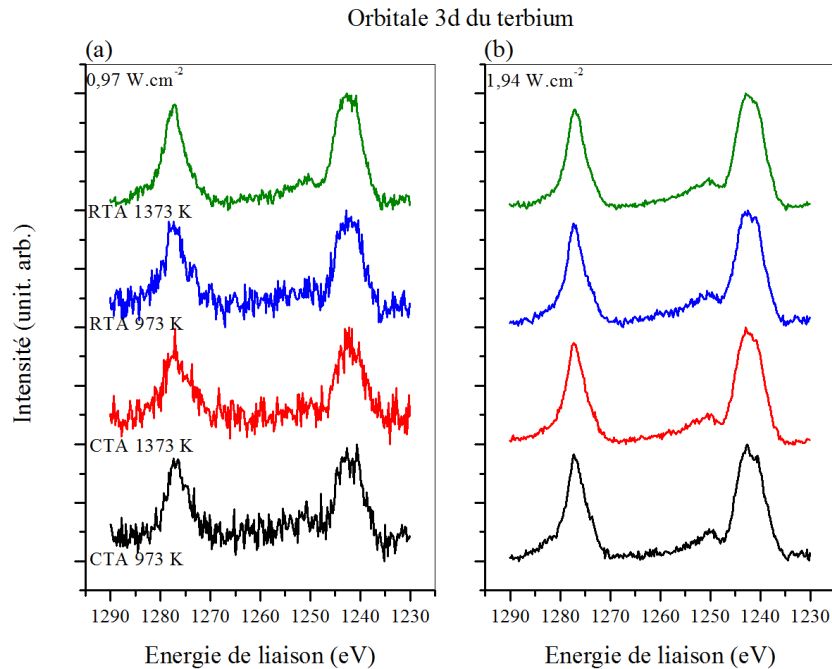 Orbitale 3d du terbium
(a)
0,97 W.cm-2
RTA 1373 K
RTA 973 K
CTA 1373 K
CTA 973 K
1290 1280 1270 1260 1250 1240 1230
Energie de liaison (eV)
Intensité (unit. arb.)
(b)
1,94 W.cm-2
1290 1280 1270 1260 1250 1240 1230
Energie de liaison (eV)